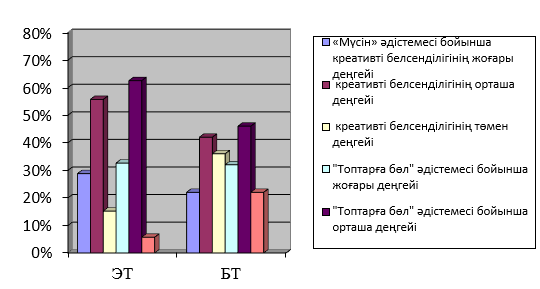 80%
70%
60%
50%
40%
30%
20%
10%
0%
ЭТ
БТ
«Мүсін» әдістемесі бойынша
креативті белсенділігінің жоғары
деңгейі
креативті белсенділігінің орташа
деңгейі
креативті белсенділігінің төмен
деңгейі
"Топтарға бөл" әдістемесі бойынша
жоғары деңгейі
"Топтарға бөл" әдістемесі бойынша
орташа деңгейі